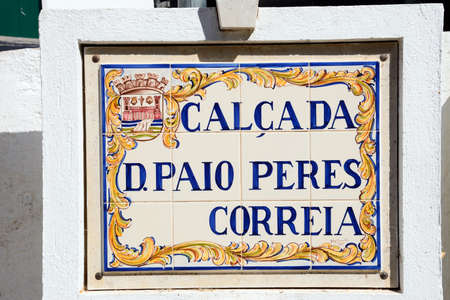 CALÇADA
D. PAIO PERES
CORREIA